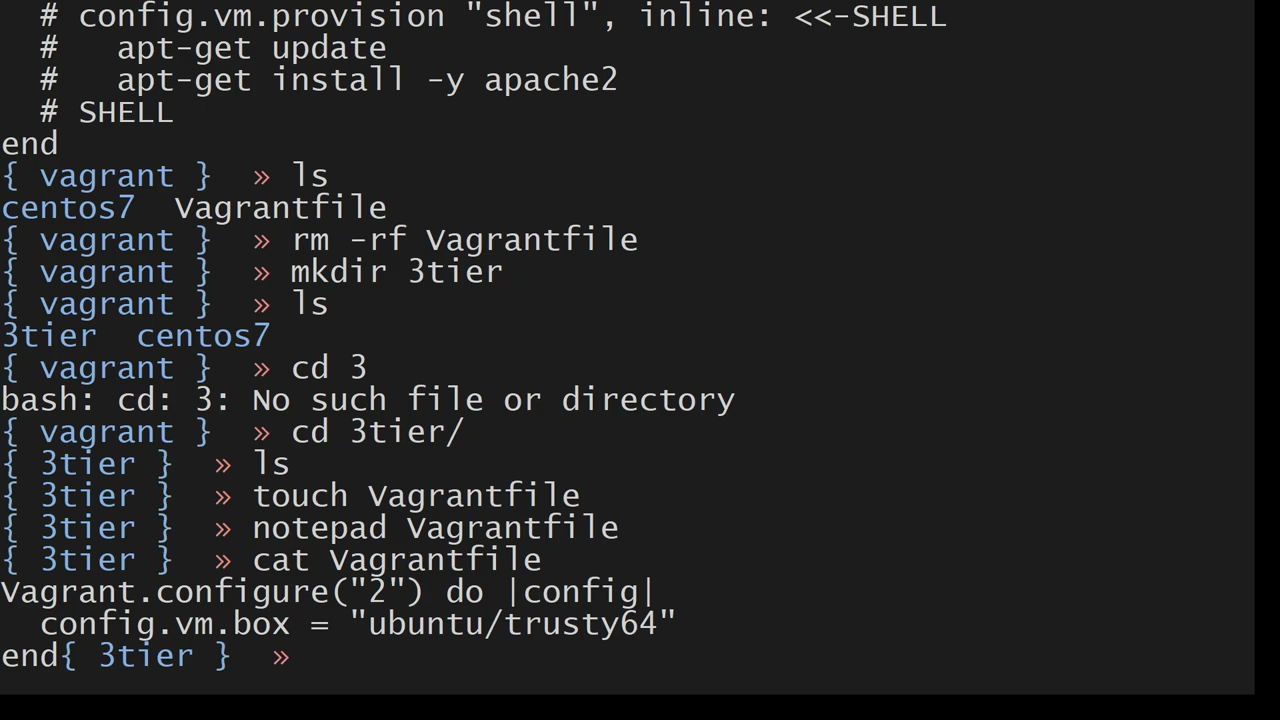 # config.vm.provision "shell", inline: <<-SHELL
  #   apt-get update
  #   apt-get install -y apache2
  # SHELL
end
{ vagrant }  » ls
centos7  Vagrantfile
{ vagrant }  » rm -rf Vagrantfile
{ vagrant }  » mkdir 3tier
{ vagrant }  » ls
3tier  centos7
{ vagrant }  » cd 3
bash: cd: 3: No such file or directory
{ vagrant }  » cd 3tier/
{ 3tier }  » ls
{ 3tier }  » touch Vagrantfile
{ 3tier }  » notepad Vagrantfile
{ 3tier }  » cat Vagrantfile
Vagrant.configure("2") do |config|
  config.vm.box = "ubuntu/trusty64"
end{ 3tier }  »